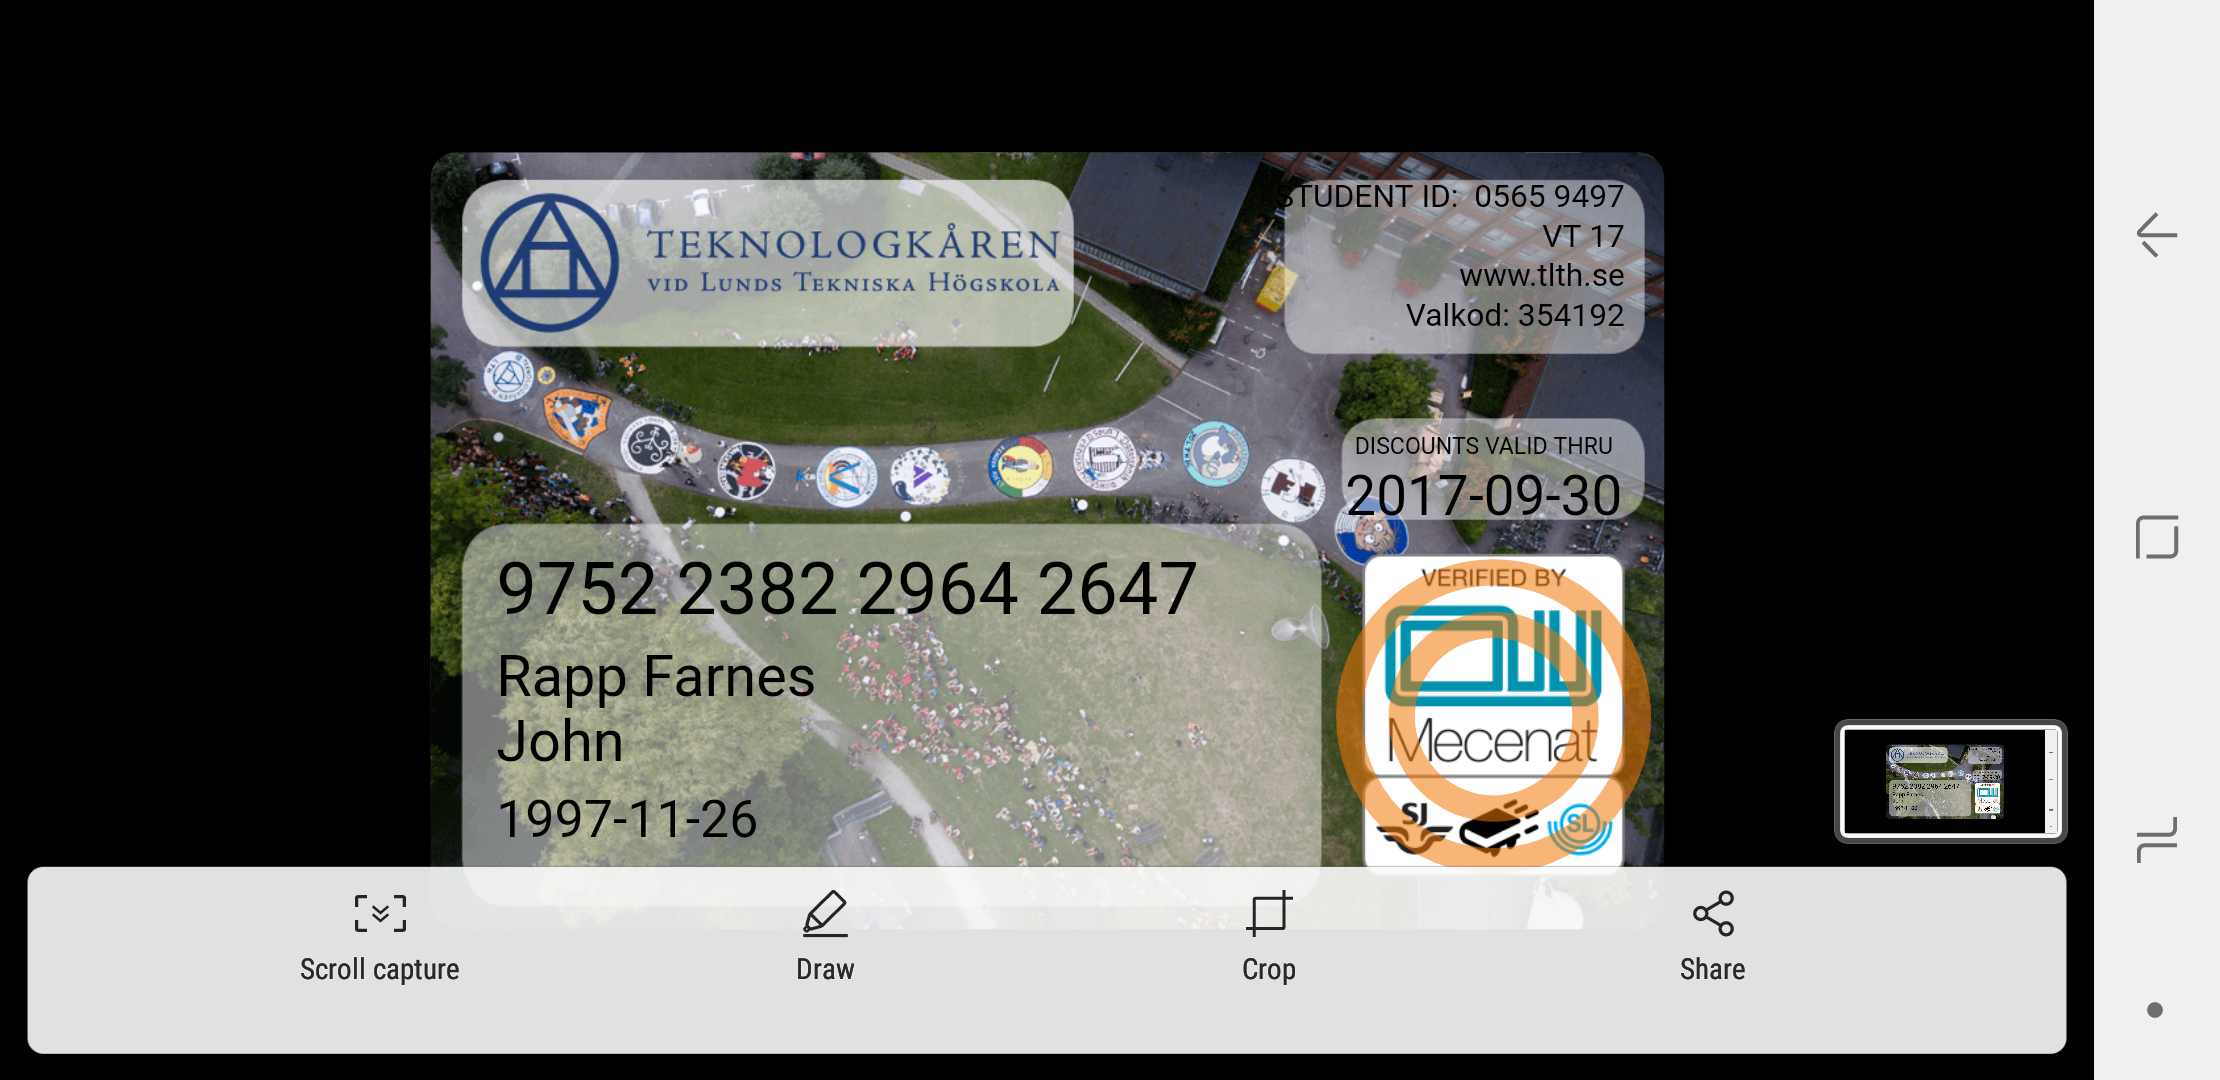 TEKNOLOGKÅREN
VID LUNDS TEKNISKA HÖGSKOLA
STUDENT ID: 0565 9497
VT 17
www.tlth.se
Valkod: 354192
DISCOUNTS VALID THRU
2017-09-30
9752 2382 2964 2647
Rapp Farnes
John
1997-11-26
VERIFIED BY
Mecenat
SJ
SL
Scroll capture
Draw
Crop
Share